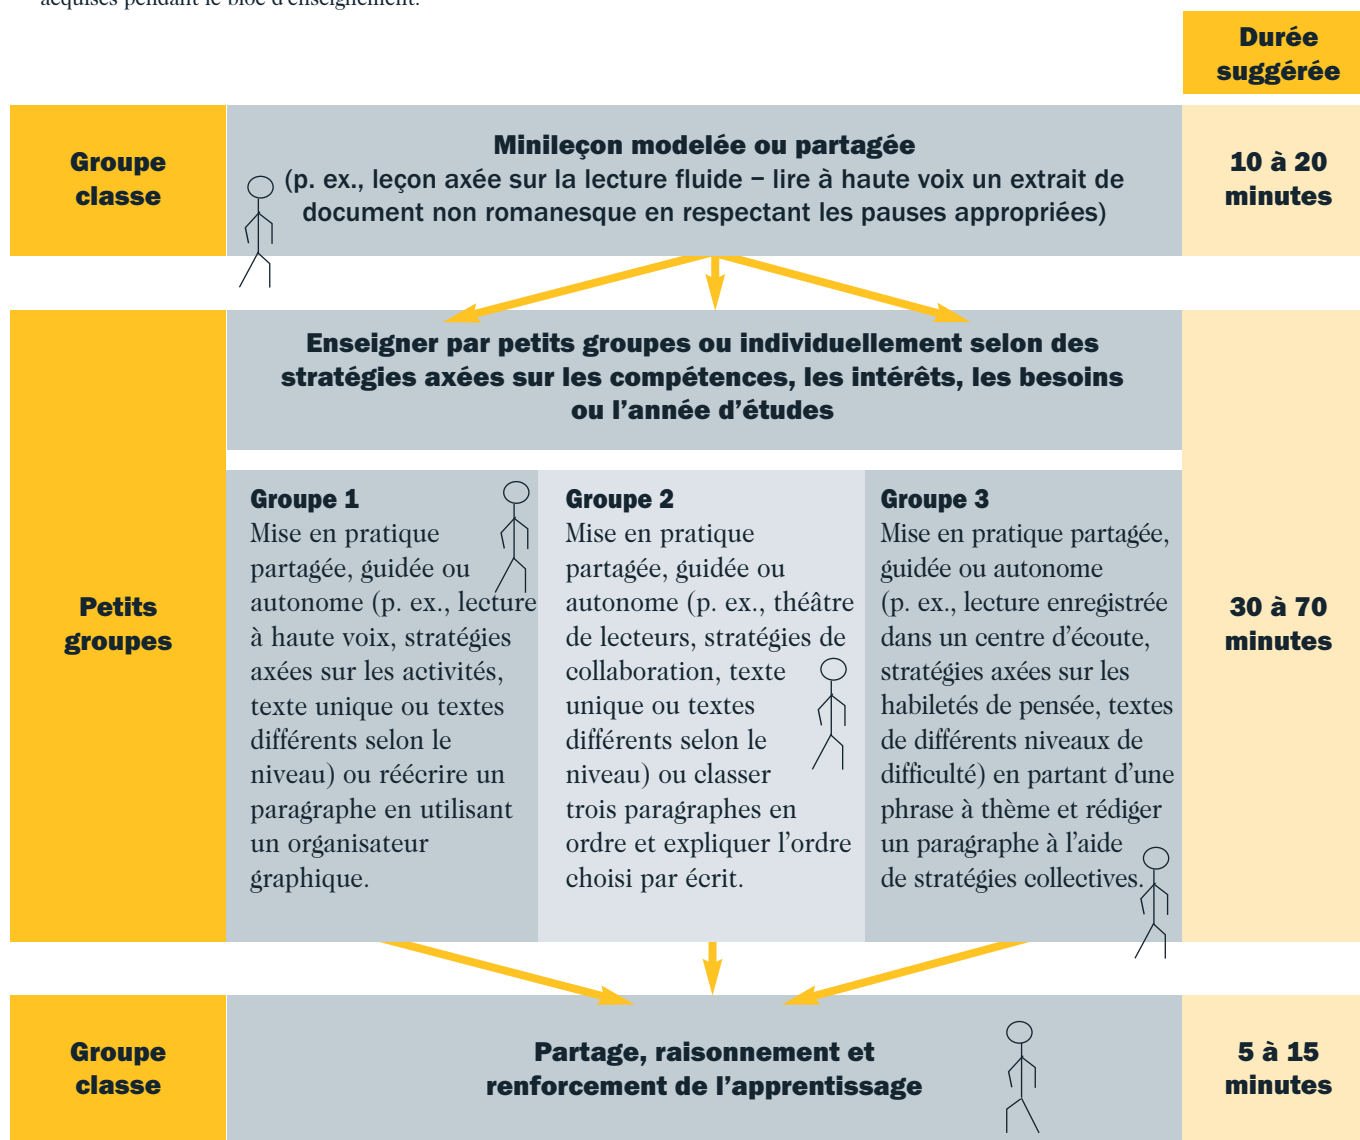 acquises pendant le bloc d'enseignement.
Durée
suggérée
Groupe
classe
Minileçon modelée ou partagée
(p. ex., leçon axée sur la lecture fluide – lire à haute voix un extrait de
document non romanesque en respectant les pauses appropriées)
10 à 20
minutes
Petits
groupes
Enseigner par petits groupes ou individuellement selon des
stratégies axées sur les compétences, les intérêts, les besoins
ou l'année d'études
Groupe 1
Mise en pratique
partagée, guidée ou
autonome (p. ex., lecture
à haute voix, stratégies
axées sur les activités,
texte unique ou textes
différents selon le
niveau) ou réécrire un
paragraphe en utilisant
un organisateur
graphique.
Groupe 2
Mise en pratique
partagée, guidée ou
autonome (p. ex., théâtre
de lecteurs, stratégies de
collaboration, texte
unique ou textes
différents selon le
niveau) ou classer
trois paragraphes en
ordre et expliquer l'ordre
choisi par écrit.
Groupe 3
Mise en pratique partagée,
guidée ou autonome
(p. ex., lecture enregistrée
dans un centre d'écoute,
stratégies axées sur les
habiletés de pensée, textes
de différents niveaux de
difficulté) en partant d'une
phrase à thème et rédiger
un paragraphe à l'aide
de stratégies collectives.
30 à 70
minutes
Groupe
classe
Partage, raisonnement et
renforcement de l'apprentissage
5 à 15
minutes